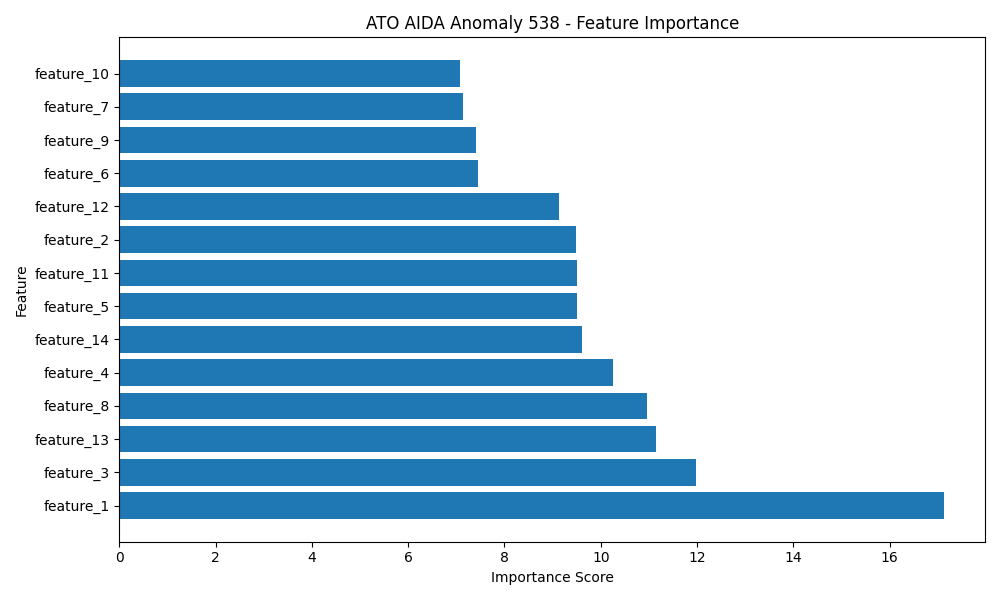 ATO AIDA Anomaly 538 - Feature Importance
feature_10
feature_7
feature_9
feature_6
feature_12
feature_2
feature_11
feature_5
feature_14
feature_4
feature_8
feature_13
feature_3
feature_1
Feature
0 2 4 6 8 10 12 14 16
Importance Score